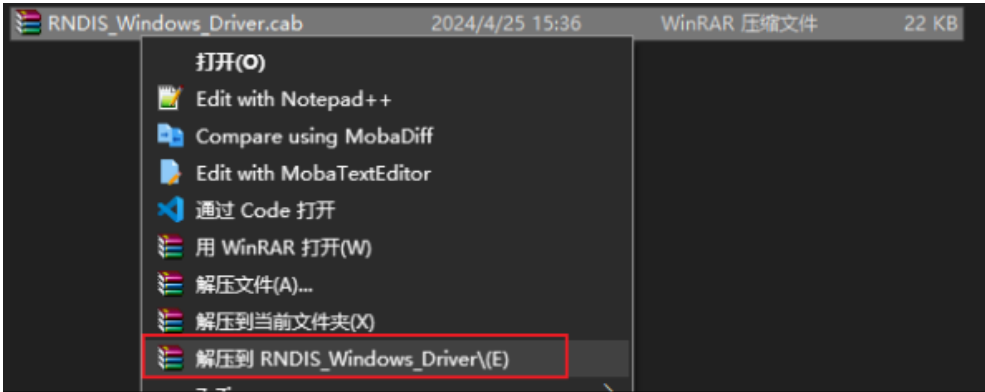 RNDIS_Windows_Driver.cab 2024/4/25 15:36 WinRAR 压缩文件 22 KB
打开(O)
Edit with Notepad++
Compare using MobaDiff
Edit with MobaTextEditor
通过 Code 打开
用 WinRAR 打开(W)
解压文件(A)...
解压到当前文件夹(X)
解压到 RNDIS_Windows_Driver\(E)